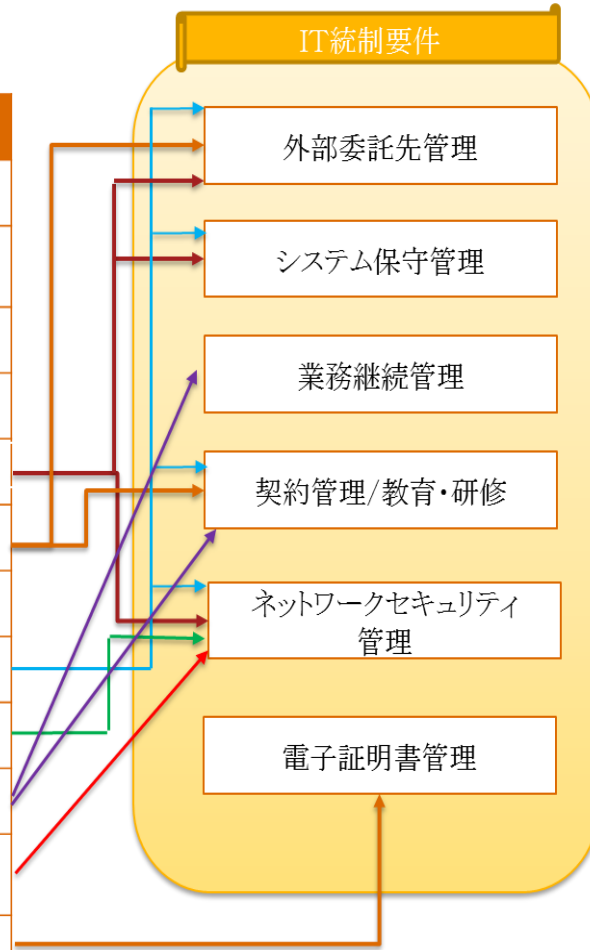 IT統制要件
外部委託先管理
システム保守管理
業務継続管理
契約管理/教育・研修
ネットワークセキュリティ
管理
電子証明書管理